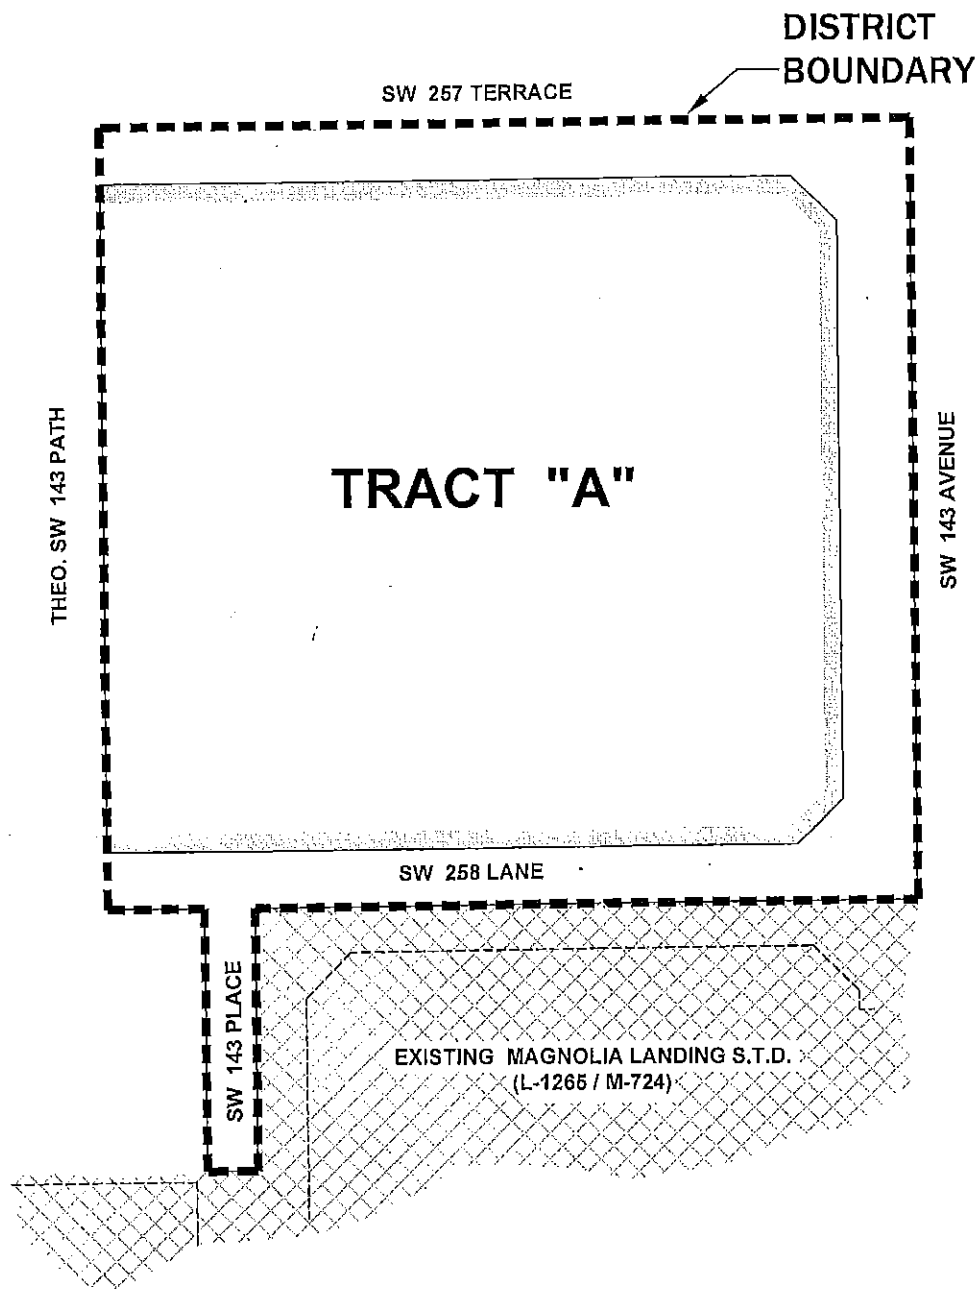 DISTRICT
BOUNDARY
SW 257 TERRACE
THEO. SW 143 PATH
TRACT "A"
SW 143 AVENUE
SW 258 LANE
SW 143 PLACE
EXISTING MAGNOLIA LANDING S.T.D.
(L-1265 / M-724)